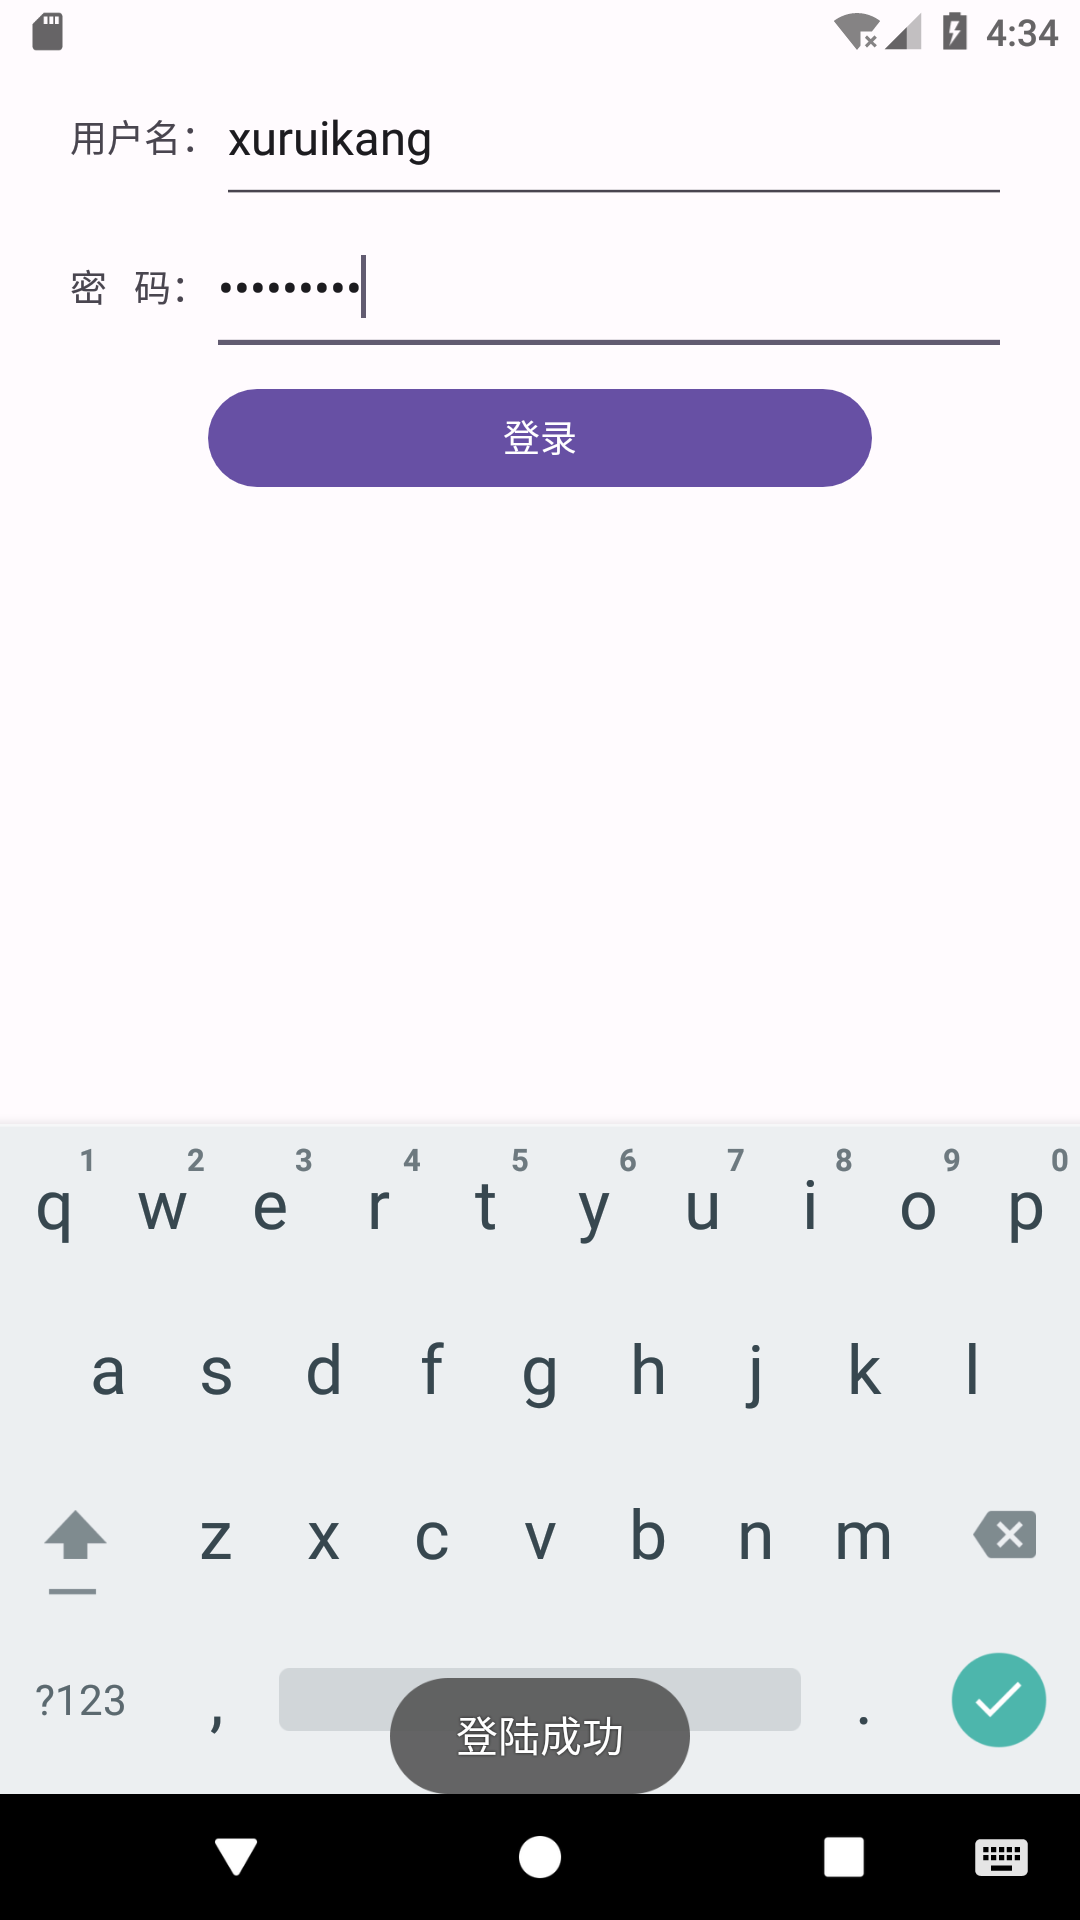 4:34
用户名： xuruikang
密 码： •••••••••
登录
1 2 3 4 5 6 7 8 9 0
q w e r t y u i o p
a s d f g h j k l
z x c v b n m
?123 , .
登陆成功